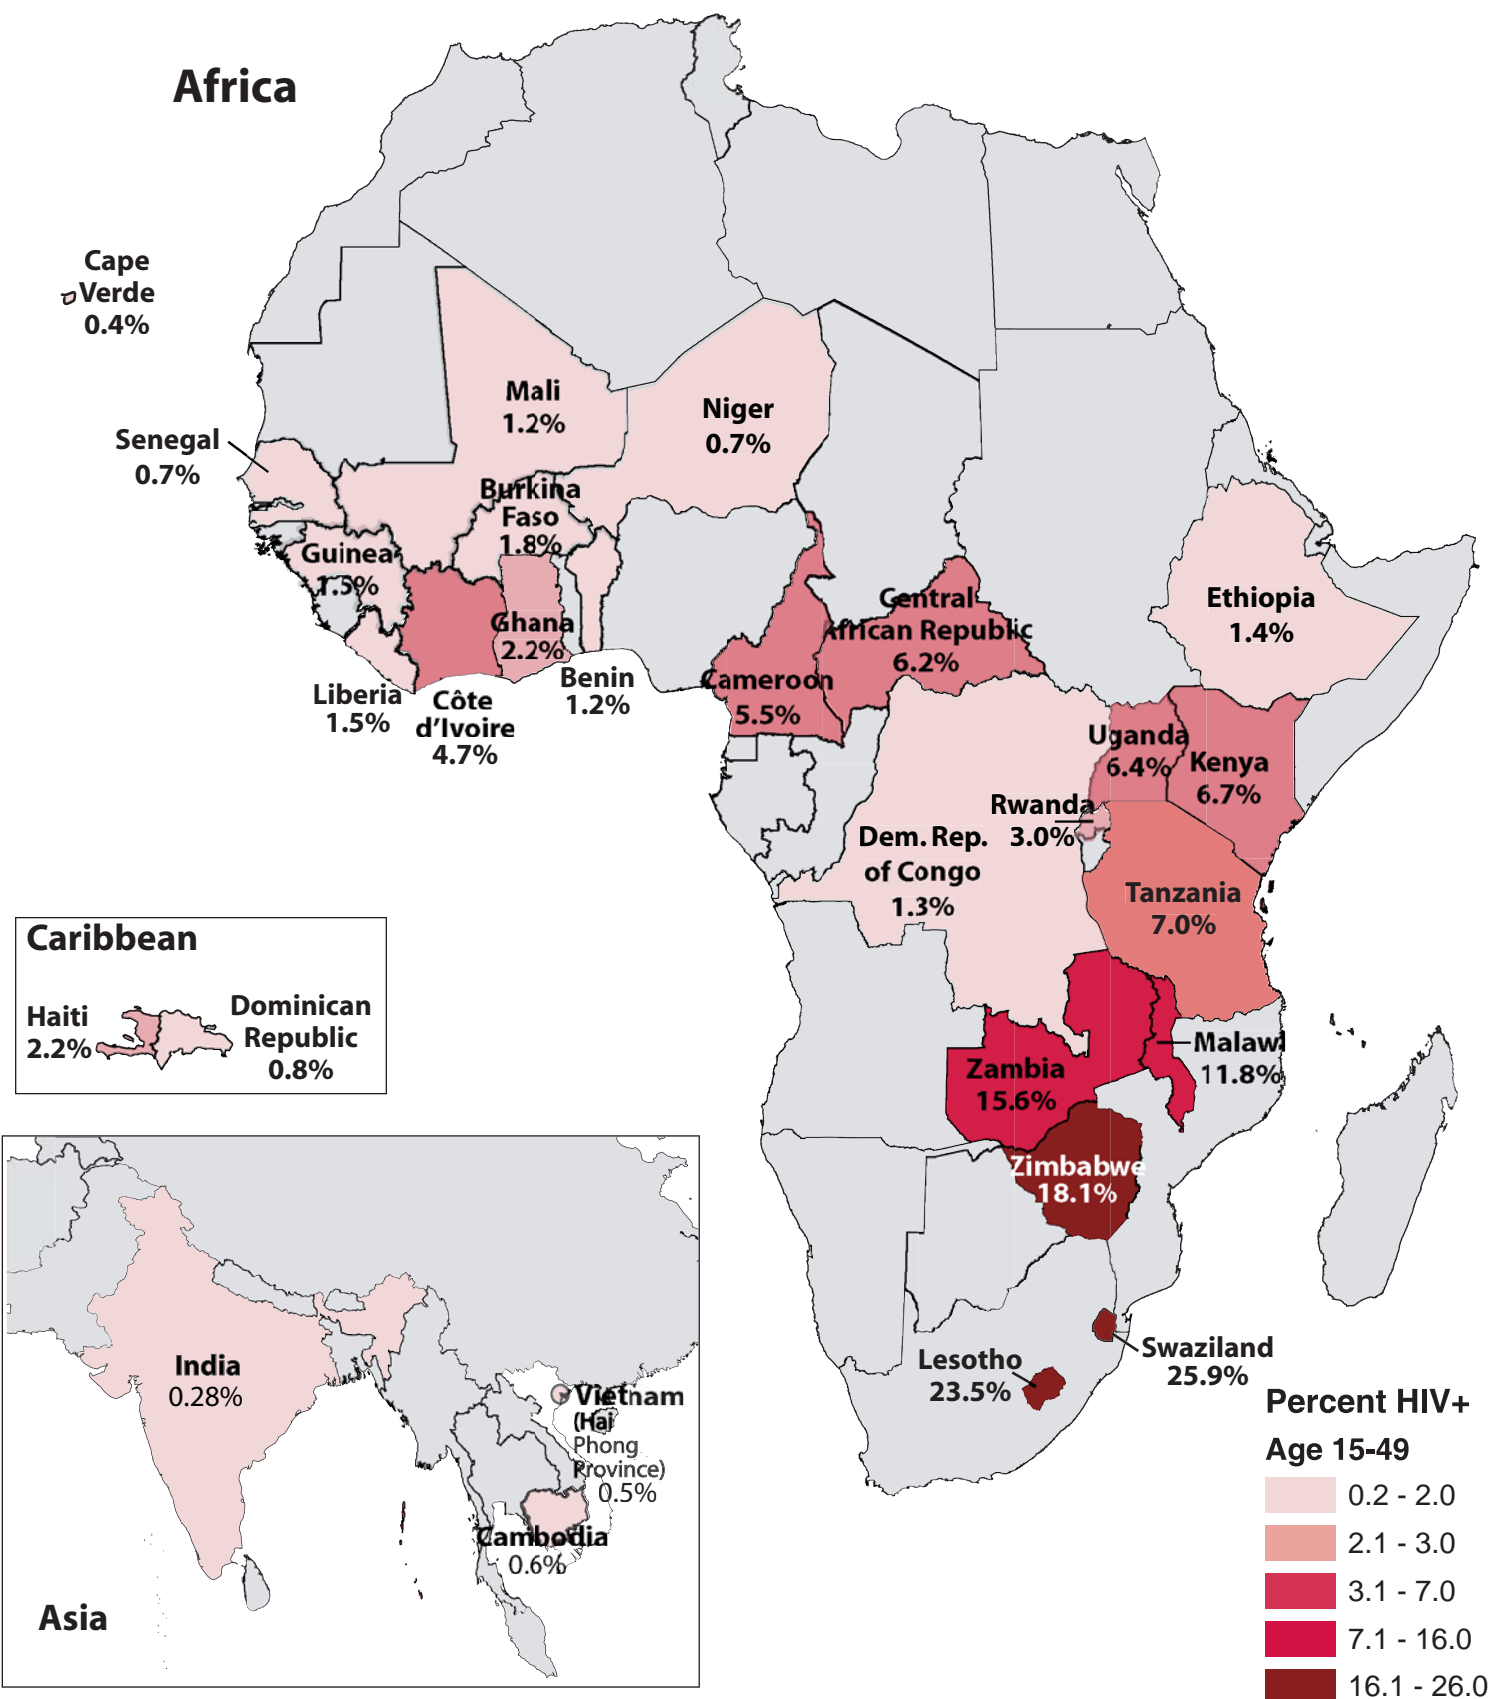 Africa
Cape
Verde
0.4%
Mali
1.2%
Niger
0.7%
Senegal
0.7%
Burkina
Faso
1.8%
Guinea
1.5%
Ghana
2.2%
Liberia
1.5%
Côte
d'Ivoire
4.7%
Benin
1.2%
Central
African Republic
6.2%
Cameroon
5.5%
Ethiopia
1.4%
Uganda
6.4%
Kenya
6.7%
Rwanda
3.0%
Dem. Rep.
of Congo
1.3%
Tanzania
7.0%
Caribbean
Haiti
2.2%
Dominican
Republic
0.8%
Zambia
15.6%
Malawi
11.8%
Zimbabwe
18.1%
Lesotho
23.5%
Swaziland
25.9%
India
0.28%
Vietnam
(Hai
Phong
Province)
0.5%
Cambodia
0.6%
Asia
Percent HIV+
Age 15-49
0.2 - 2.0
2.1 - 3.0
3.1 - 7.0
7.1 - 16.0
16.1 - 26.0